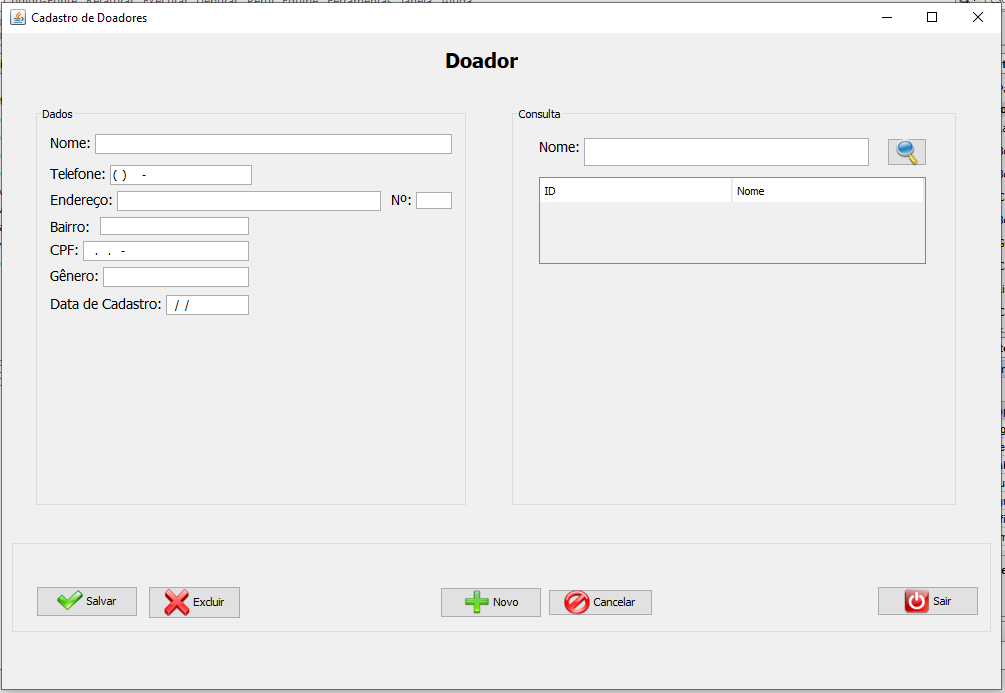 Cadastro de Doadores
Doador
Dados
Nome:
Telefone: ( ) -
Endereço: Nº:
Bairro:
CPF: . . -
Gênero:
Data de Cadastro: / /
Consulta
Nome:
ID Nome
Salvar Excluir Novo Cancelar Sair